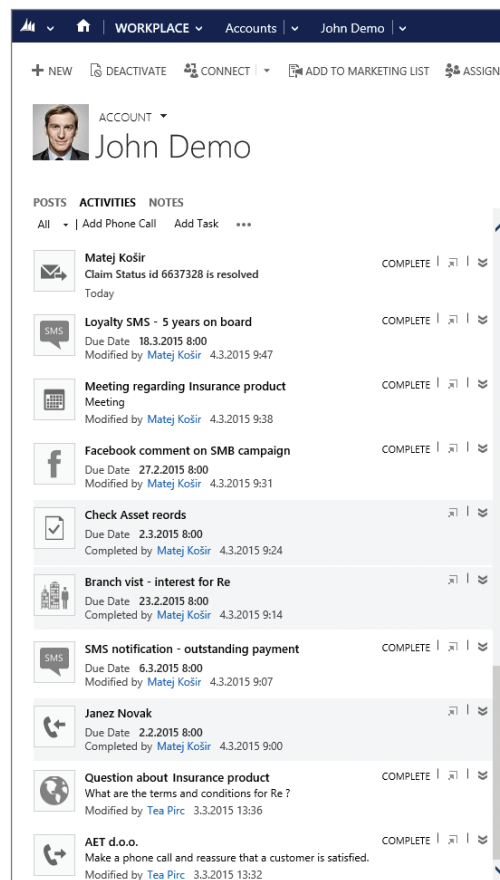 WORKPLACE Accounts John Demo
NEW DEACTIVATE CONNECT ADD TO MARKETING LIST ASSIGN
ACCOUNT
John Demo
POSTS ACTIVITIES NOTES
All | Add Phone Call Add Task •••
Matej Košir COMPLETE
Claim Status id 6637328 is resolved
Today
SMS
Loyalty SMS - 5 years on board COMPLETE
Due Date 18.3.2015 8:00
Modified by Matej Košir 4.3.2015 9:47
Meeting regarding Insurance product COMPLETE
Meeting
Modified by Matej Košir 4.3.2015 9:38
Facebook comment on SMB campaign COMPLETE
Due Date 27.2.2015 8:00
Modified by Matej Košir 4.3.2015 9:31
Check Asset reords
Due Date 2.3.2015 8:00
Completed by Matej Košir 4.3.2015 9:24
Branch vist - interest for Re
Due Date 23.2.2015 8:00
Completed by Matej Košir 4.3.2015 9:14
SMS
SMS notification - outstanding payment COMPLETE
Due Date 6.3.2015 8:00
Modified by Matej Košir 4.3.2015 9:07
Janez Novak
Due Date 2.2.2015 8:00
Completed by Matej Košir 4.3.2015 9:00
Question about Insurance product COMPLETE
What are the terms and conditions for Re ?
Modified by Tea Pirc 3.3.2015 13:36
AET d.o.o. COMPLETE
Make a phone call and reassure that a customer is satisfied.
Modified by Tea Pirc 3.3.2015 13:32